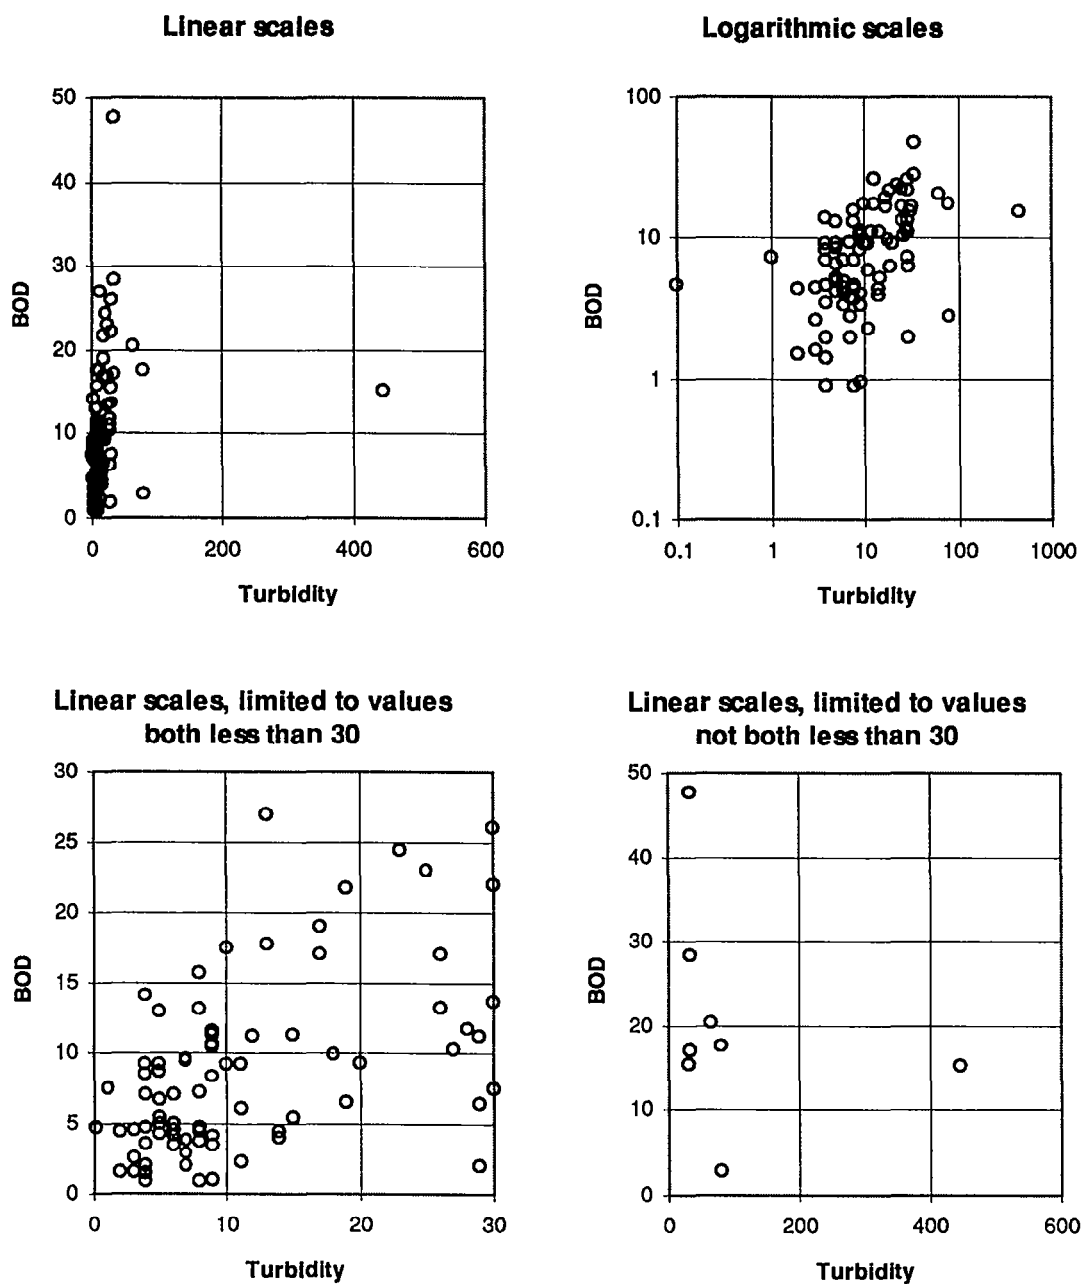 Linear scales
50
40
30
20
10
0
BOD
0 200 400 600
Turbidity
Logarithmic scales
100
10
1
0.1
BOD
0.1 1 10 100 1000
Turbidity
Linear scales, limited to values
both less than 30
30
25
20
15
10
5
0
BOD
0 10 20 30
Turbidity
Linear scales, limited to values
not both less than 30
50
40
30
20
10
0
BOD
0 200 400 600
Turbidity